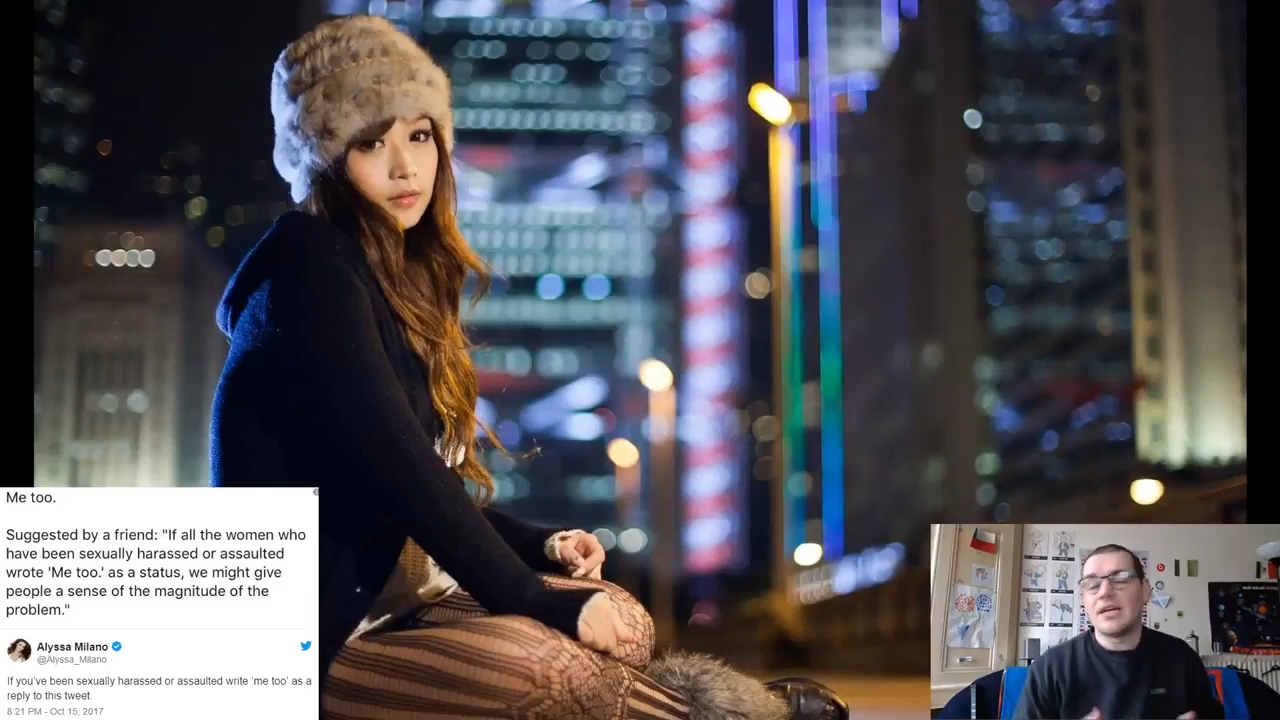 Me too.
Suggested by a friend: "If all the women who
have been sexually harassed or assaulted
wrote 'Me too.' as a status, we might give
people a sense of the magnitude of the
problem."
Alyssa Milano
@Alyssa_Milano
If you've been sexually harassed or assaulted write 'me too' as a
reply to this tweet.
8:21 PM - Oct 15, 2017